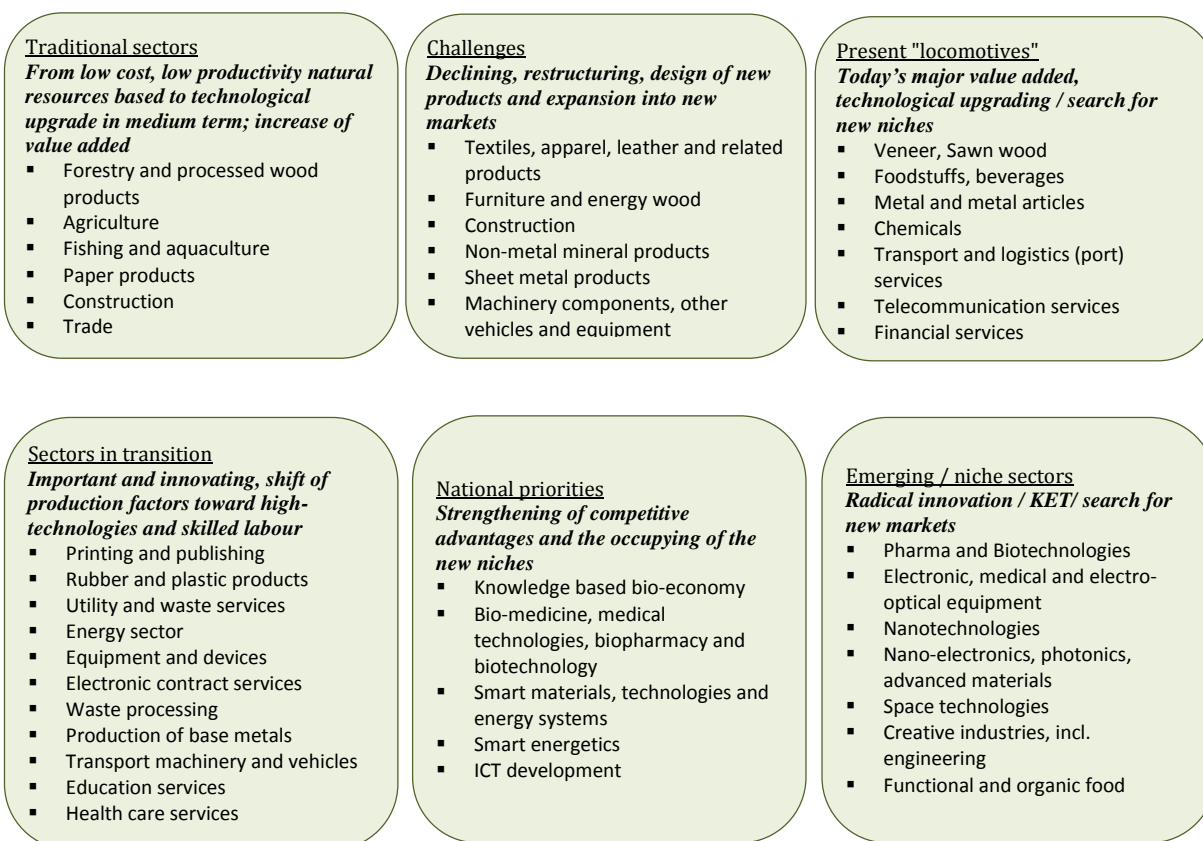 Traditional sectors
From low cost, low productivity natural
resources based to technological
upgrade in medium term; increase of
value added
▪ Forestry and processed wood
products
▪ Agriculture
▪ Fishing and aquaculture
▪ Paper products
▪ Construction
▪ Trade
Challenges
Declining, restructuring, design of new
products and expansion into new
markets
▪ Textiles, apparel, leather and related
products
▪ Furniture and energy wood
▪ Construction
▪ Non-metal mineral products
▪ Sheet metal products
▪ Machinery components, other
vehicles and equipment
Present "locomotives"
Today's major value added,
technological upgrading / search for
new niches
▪ Veneer, Sawn wood
▪ Foodstuffs, beverages
▪ Metal and metal articles
▪ Chemicals
▪ Transport and logistics (port)
services
▪ Telecommunication services
▪ Financial services
Sectors in transition
Important and innovating, shift of
production factors toward high-
technologies and skilled labour
▪ Printing and publishing
▪ Rubber and plastic products
▪ Utility and waste services
▪ Energy sector
▪ Equipment and devices
▪ Electronic contract services
▪ Waste processing
▪ Production of base metals
▪ Transport machinery and vehicles
▪ Education services
▪ Health care services
National priorities
Strengthening of competitive
advantages and the occupying of the
new niches
▪ Knowledge based bio-economy
▪ Bio-medicine, medical
technologies, biopharmacy and
biotechnology
▪ Smart materials, technologies and
energy systems
▪ Smart energetics
▪ ICT development
Emerging / niche sectors
Radical innovation / KET/ search for
new markets
▪ Pharma and Biotechnologies
▪ Electronic, medical and electro-
optical equipment
▪ Nanotechnologies
▪ Nano-electronics, photonics,
advanced materials
▪ Space technologies
▪ Creative industries, incl.
engineering
▪ Functional and organic food